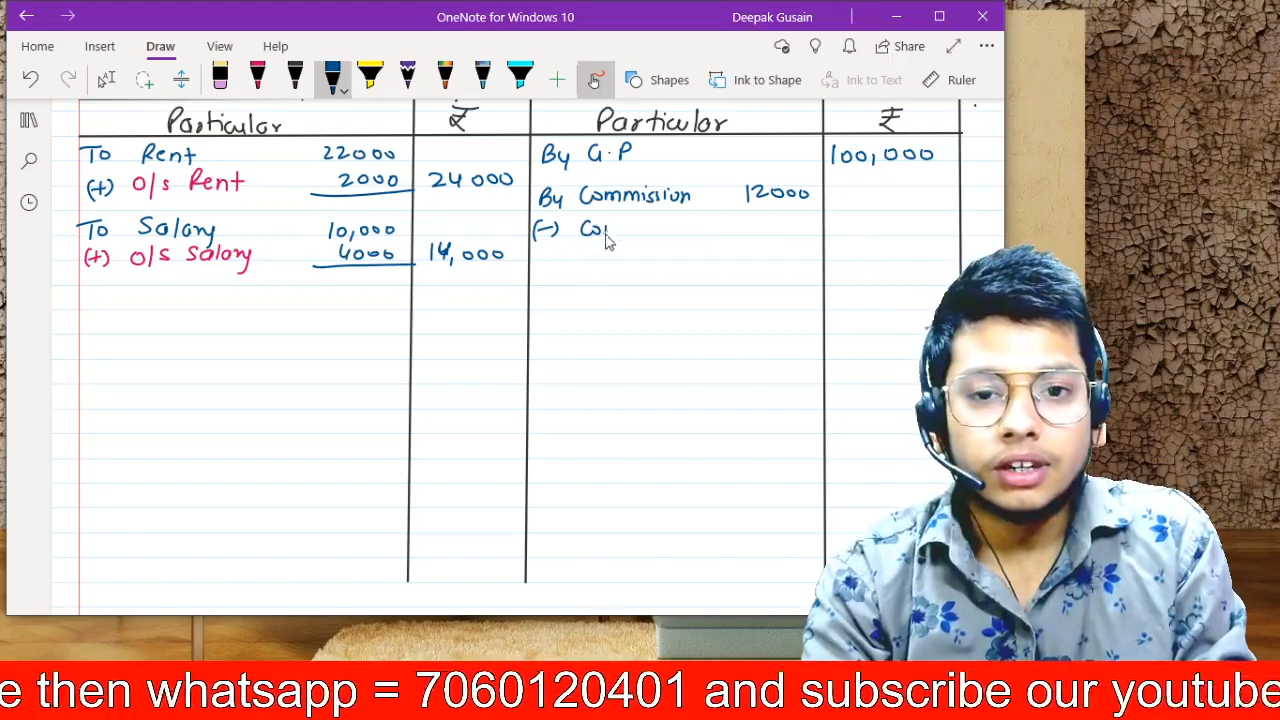 OneNote for Windows 10
Deepak Gusain
Home Insert Draw View Help
Share
Shapes Ink to Shape Ink to Text Ruler
Particular ₹ Particular ₹
To Rent 22000 By G.P 100,000
(+) O/s Rent 2000 24000 By Commission 12000
To Salary 10,000 (-) Co
(+) O/s Salary 4000 14,000
e then whatsapp = 7060120401 and subscribe our youtube